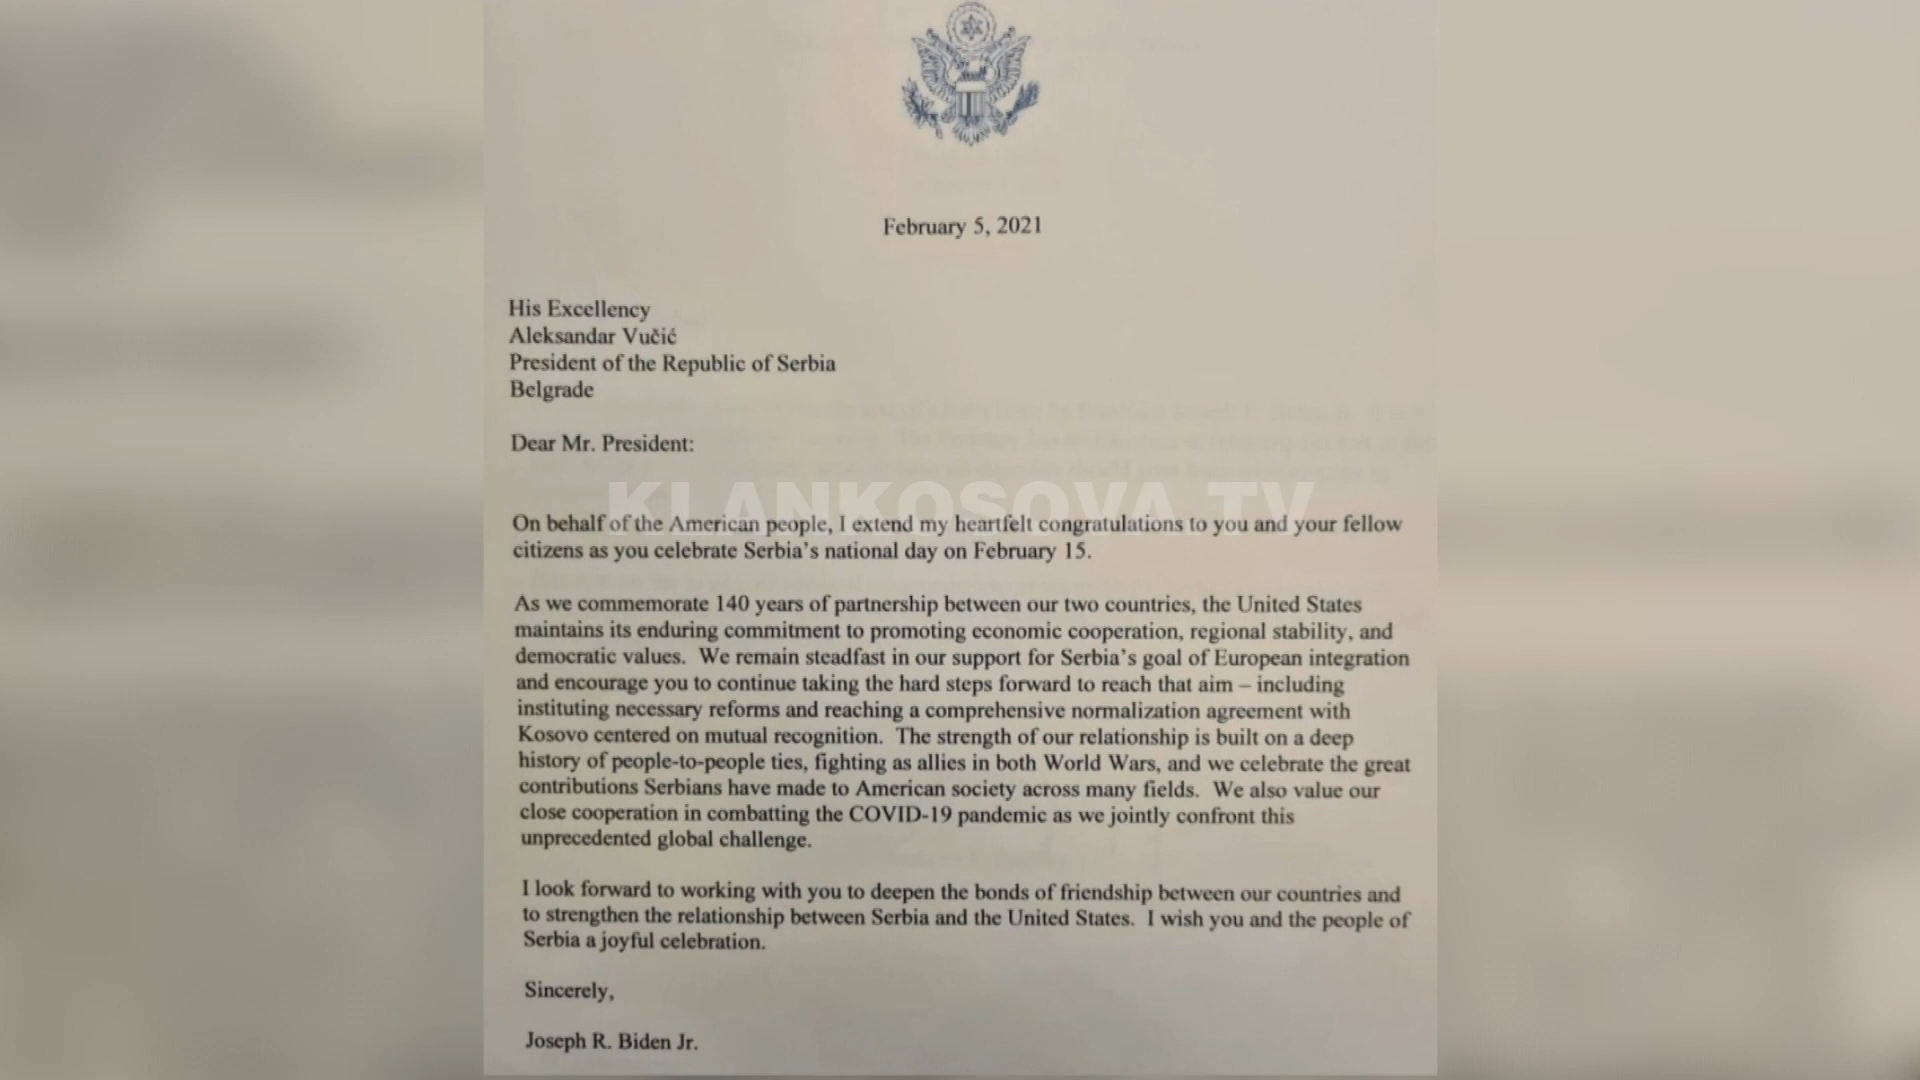 February 5, 2021
His Excellency
Aleksandar Vučić
President of the Republic of Serbia
Belgrade
Dear Mr. President:
KLANKOSOVA.TV
On behalf of the American people, I extend my heartfelt congratulations to you and your fellow
citizens as you celebrate Serbia's national day on February 15.
As we commemorate 140 years of partnership between our two countries, the United States
maintains its enduring commitment to promoting economic cooperation, regional stability, and
democratic values. We remain steadfast in our support for Serbia's goal of European integration
and encourage you to continue taking the hard steps forward to reach that aim – including
instituting necessary reforms and reaching a comprehensive normalization agreement with
Kosovo centered on mutual recognition. The strength of our relationship is built on a deep
history of people-to-people ties, fighting as allies in both World Wars, and we celebrate the great
contributions Serbians have made to American society across many fields. We also value our
close cooperation in combatting the COVID-19 pandemic as we jointly confront this
unprecedented global challenge.
I look forward to working with you to deepen the bonds of friendship between our countries and
to strengthen the relationship between Serbia and the United States. I wish you and the people of
Serbia a joyful celebration.
Sincerely,
Joseph R. Biden Jr.